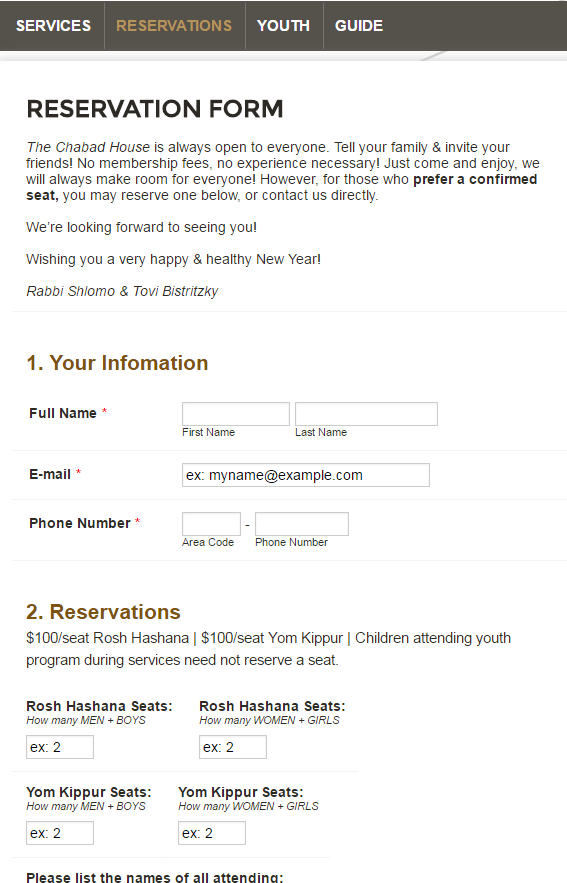 SERVICES RESERVATIONS YOUTH GUIDE
RESERVATION FORM
The Chabad House is always open to everyone. Tell your family & invite your
friends! No membership fees, no experience necessary! Just come and enjoy, we
will always make room for everyone! However, for those who prefer a confirmed
seat, you may reserve one below, or contact us directly.
We're looking forward to seeing you!
Wishing you a very happy & healthy New Year!
Rabbi Shlomo & Tovi Bistritzky
1. Your Infomation
Full Name *
First Name Last Name
E-mail * ex: myname@example.com
Phone Number * -
Area Code Phone Number
2. Reservations
$100/seat Rosh Hashana | $100/seat Yom Kippur | Children attending youth
program during services need not reserve a seat.
Rosh Hashana Seats: Rosh Hashana Seats:
How many MEN + BOYS How many WOMEN + GIRLS
ex: 2 ex: 2
Yom Kippur Seats: Yom Kippur Seats:
How many MEN + BOYS How many WOMEN + GIRLS
ex: 2 ex: 2
Please list the names of all attending: